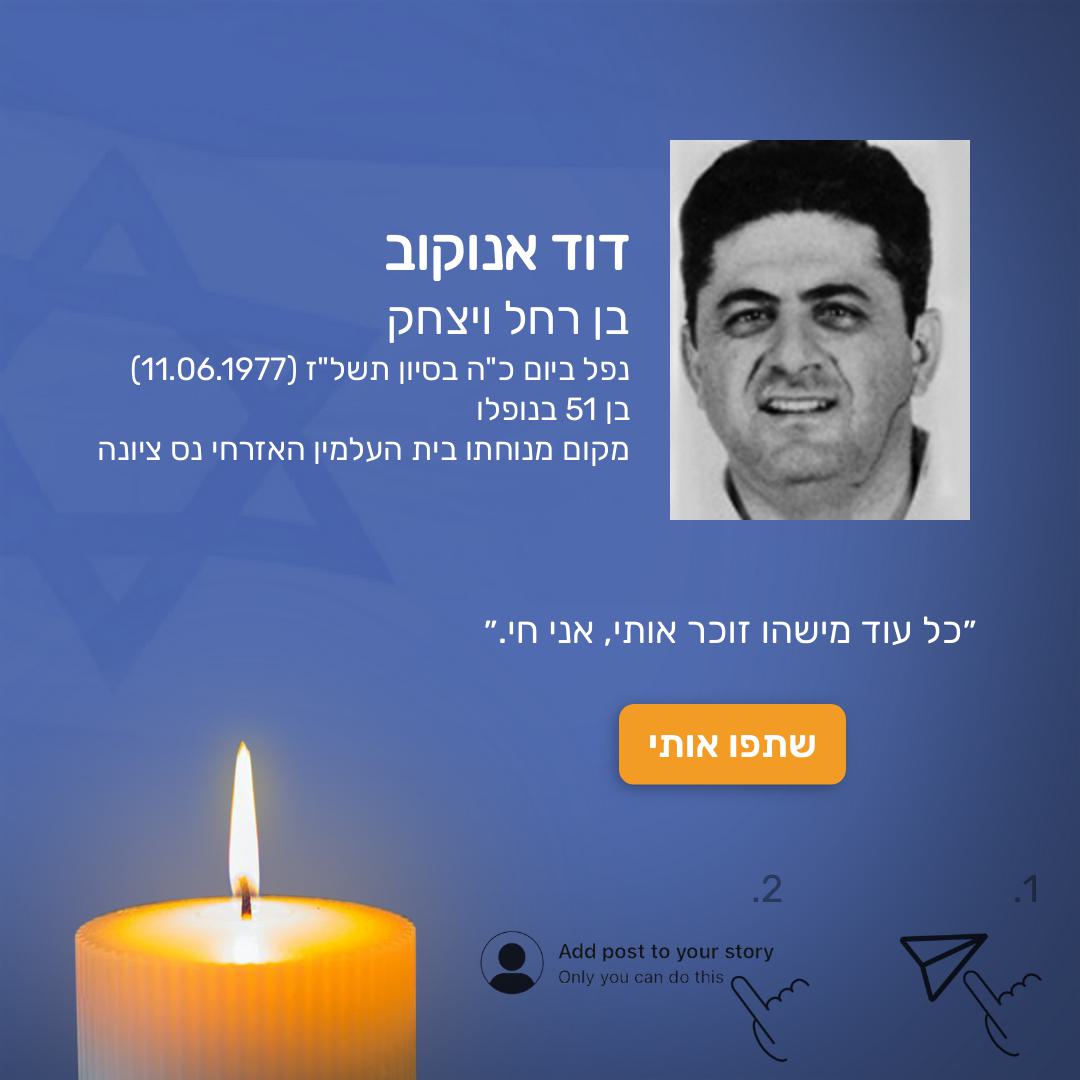 דוד אנוקוב
בן רחל ויצחק
נפל ביום כ"ה בסיון תשל"ז (11.06.1977)
בן 51 בנופלו
מקום מנוחתו בית העלמין האזרחי נס ציונה
״כל עוד מישהו זוכר אותי, אני חי.״
שתפו אותי
.1
.2
Add post to your story
Only you can do this